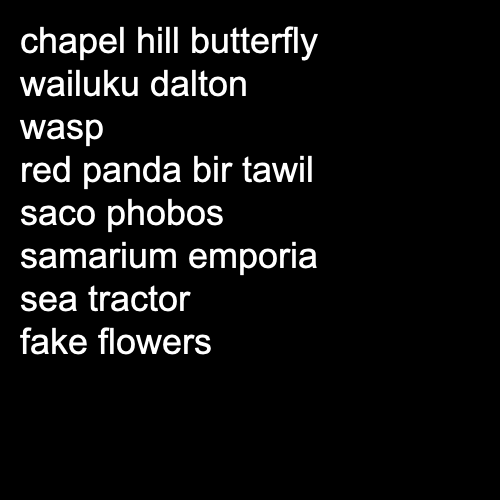 chapel hill butterfly
wailuku dalton
wasp
red panda bir tawil
saco phobos
samarium emporia
sea tractor
fake flowers